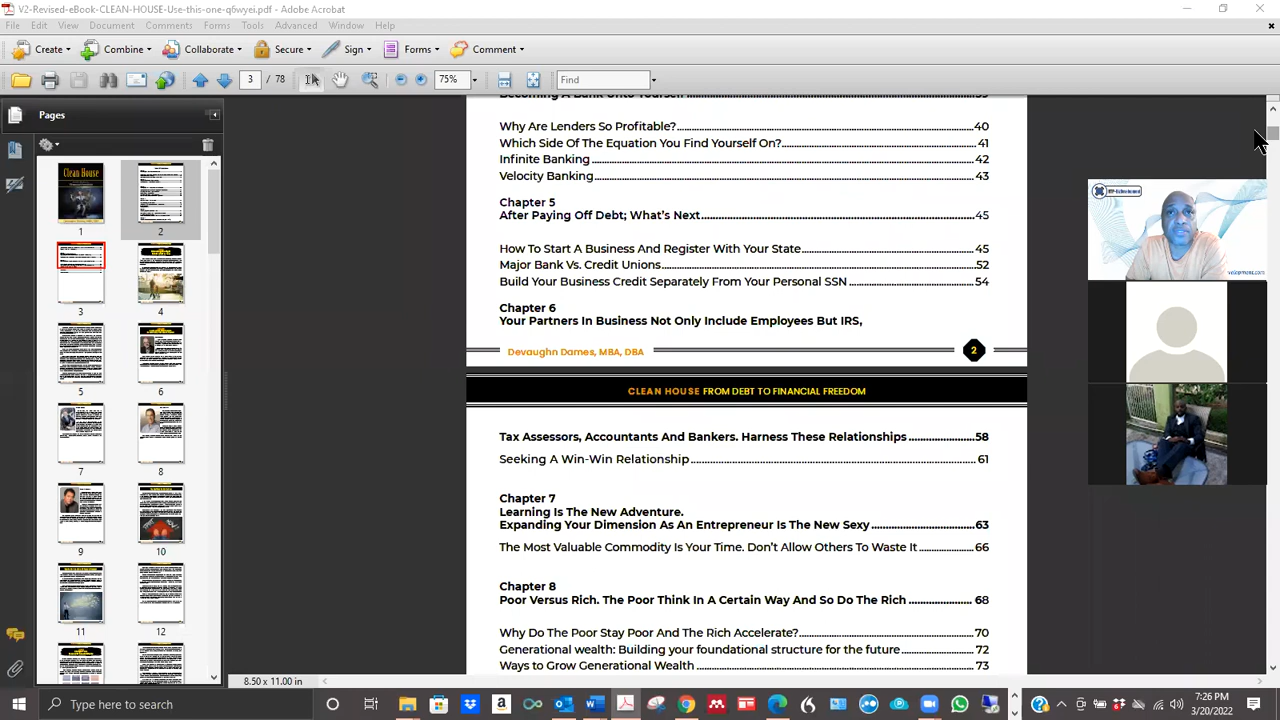 V2-Revised-eBook-CLEAN-HOUSE-Use-this-one-q6wyei.pdf - Adobe Acrobat
File Edit View Document Comments Forms Tools Advanced Window Help
Create Combine Collaborate Secure Sign Forms Comment
3 / 78 75% Find
Pages
Clean House
1 2
3 4
5 6
7 8
9 10
11 12
8.50 x 11.00 in
Becoming A Bank Unto Yourself 39
Why Are Lenders So Profitable? 40
Which Side Of The Equation You Find Yourself On? 41
Infinite Banking 42
Velocity Banking 43
Chapter 5
After Paying Off Debt; What's Next 45
How To Start A Business And Register With Your State 45
Major Bank Vs Credit Unions 52
Build Your Business Credit Separately From Your Personal SSN 54
Chapter 6
Your Partners In Business Not Only Include Employees But IRS,
Devaughn Dames, MBA, DBA 2
CLEAN HOUSE FROM DEBT TO FINANCIAL FREEDOM
Tax Assessors, Accountants And Bankers. Harness These Relationships 58
Seeking A Win-Win Relationship 61
Chapter 7
Leaning Is The New Adventure.
Expanding Your Dimension As An Entrepreneur Is The New Sexy 63
The Most Valuable Commodity Is Your Time. Don't Allow Others To Waste It 66
Chapter 8
Poor Versus Rich. The Poor Think In A Certain Way And So Do The Rich 68
Why Do The Poor Stay Poor And The Rich Accelerate? 70
Generational Wealth: Building your foundational structure for the future 72
Ways to Grow Generational Wealth 73
Type here to search
7:26 PM
3/20/2022
68